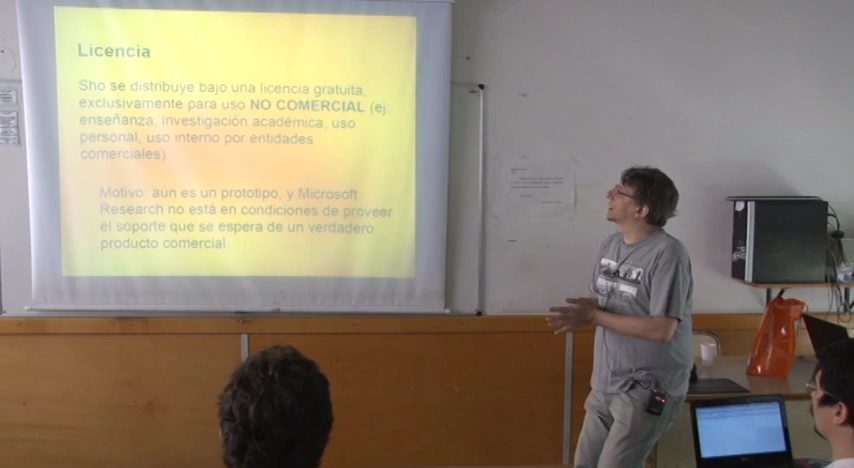 Licencia
Sho se distribuye bajo una licencia gratuita,
exclusivamente para uso NO COMERCIAL (ej:
enseñanza, investigación académica, uso
personal, uso interno por entidades
comerciales)
Motivo: aún es un prototipo, y Microsoft
Research no está en condiciones de proveer
el soporte que se espera de un verdadero
producto comercial.